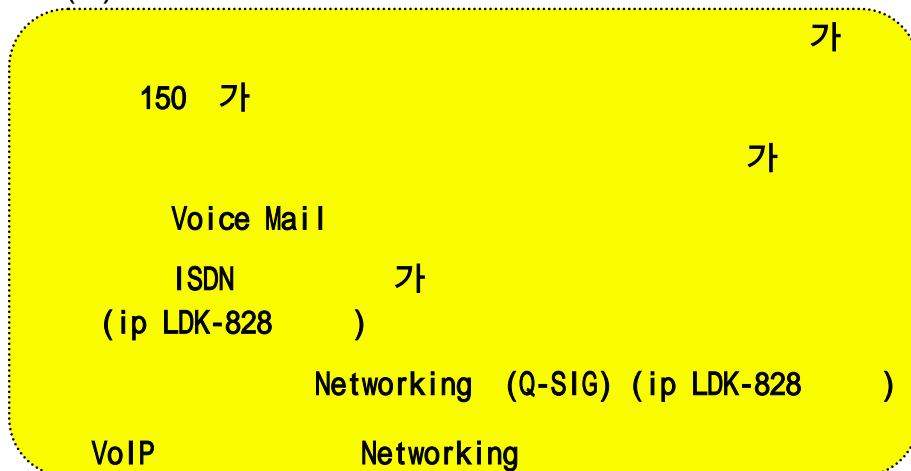 가
150 가
가
Voice Mail
ISDN 가
(ip LDK-828 )
Networking (Q-SIG) (ip LDK-828 )
VoIP Networking